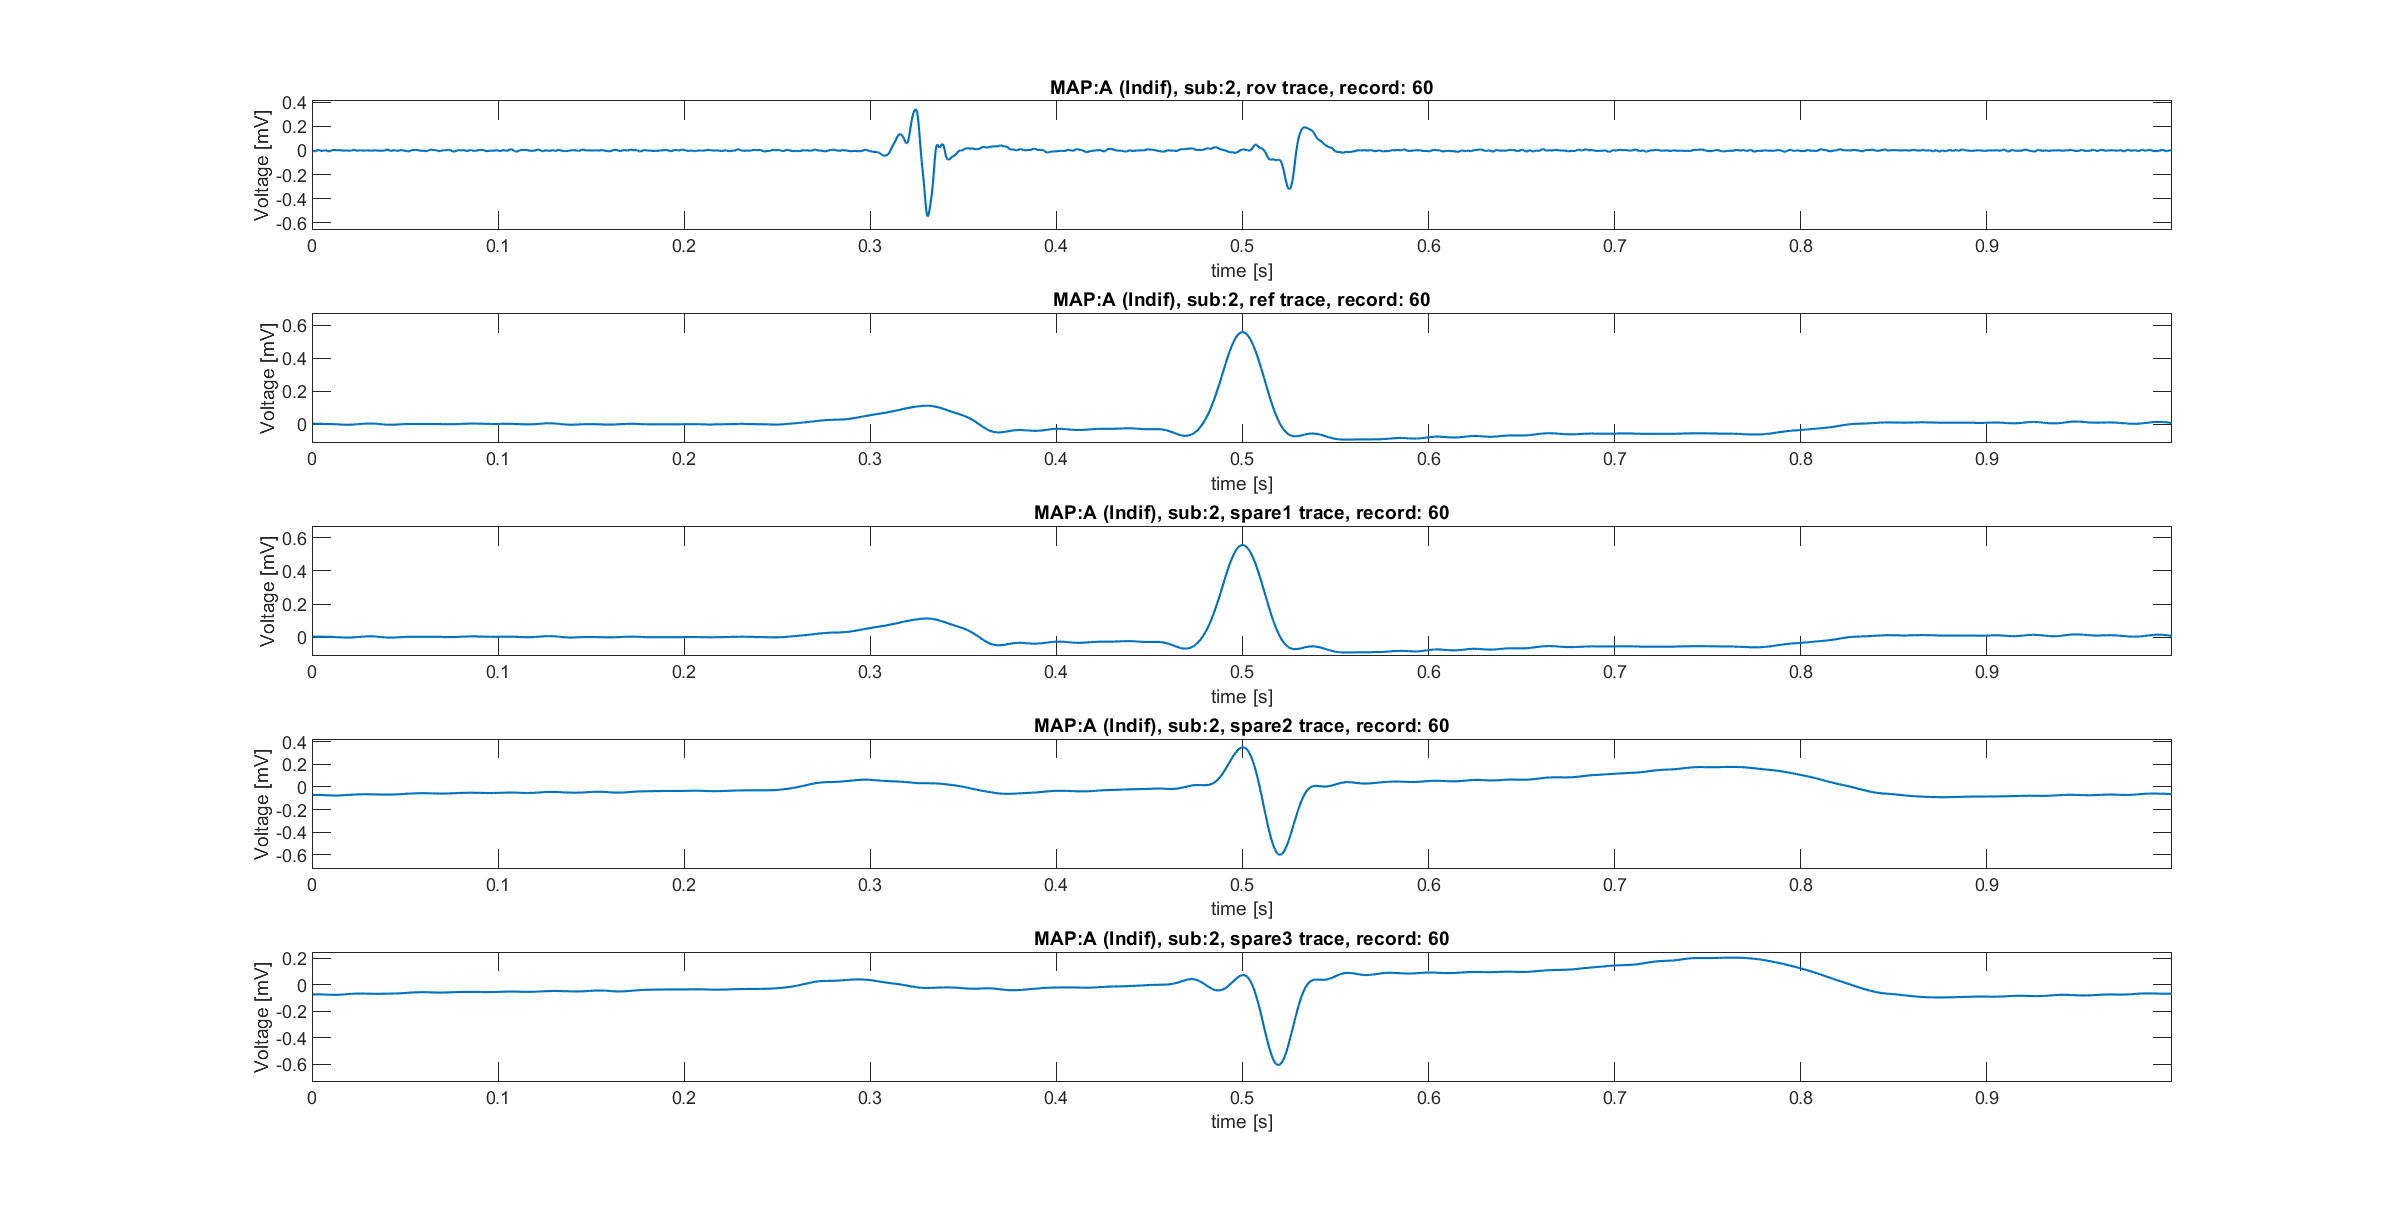 MAP:A (Indif), sub:2, rov trace, record: 60
Voltage [mV]
0.4
0.2
0
-0.2
-0.4
-0.6
0 0.1 0.2 0.3 0.4 0.5 0.6 0.7 0.8 0.9
time [s]
MAP:A (Indif), sub:2, ref trace, record: 60
Voltage [mV]
0.6
0.4
0.2
0
0 0.1 0.2 0.3 0.4 0.5 0.6 0.7 0.8 0.9
time [s]
MAP:A (Indif), sub:2, spare1 trace, record: 60
Voltage [mV]
0.6
0.4
0.2
0
0 0.1 0.2 0.3 0.4 0.5 0.6 0.7 0.8 0.9
time [s]
MAP:A (Indif), sub:2, spare2 trace, record: 60
Voltage [mV]
0.4
0.2
0
-0.2
-0.4
-0.6
0 0.1 0.2 0.3 0.4 0.5 0.6 0.7 0.8 0.9
time [s]
MAP:A (Indif), sub:2, spare3 trace, record: 60
Voltage [mV]
0.2
0
-0.2
-0.4
-0.6
0 0.1 0.2 0.3 0.4 0.5 0.6 0.7 0.8 0.9
time [s]